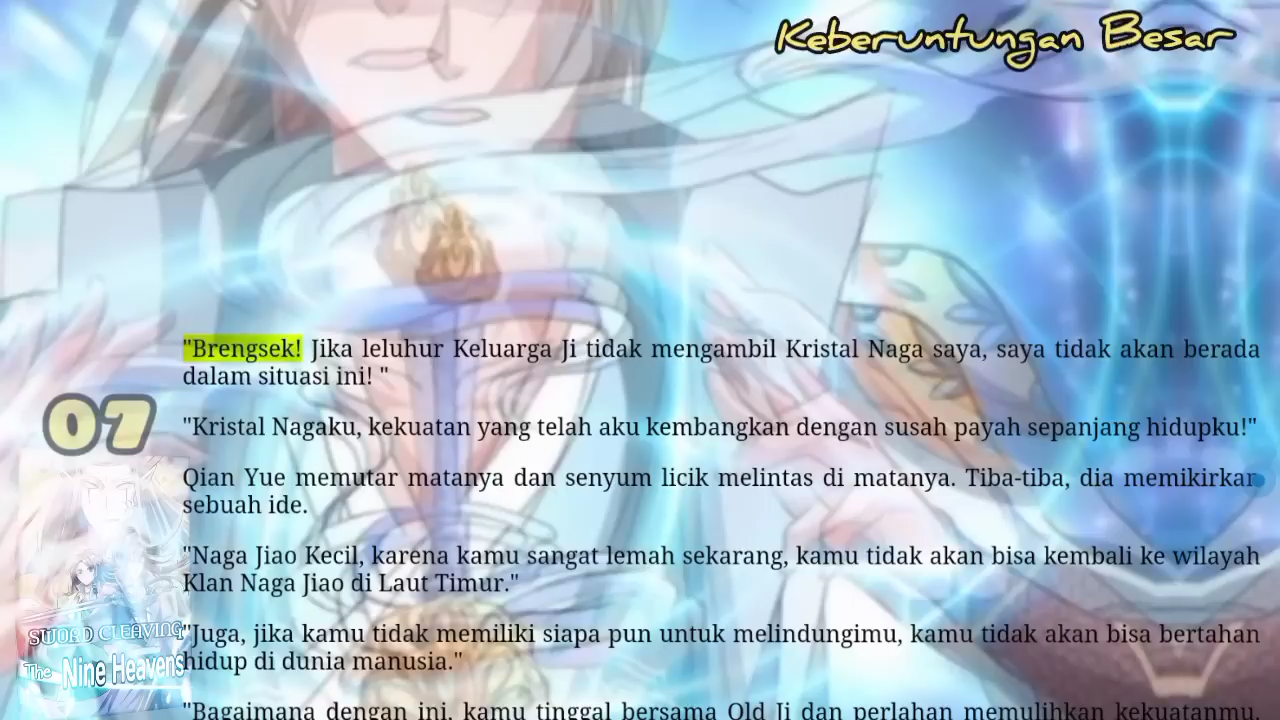 Keberuntungan Besar
"Brengsek! Jika leluhur Keluarga Ji tidak mengambil Kristal Naga saya, saya tidak akan berada
dalam situasi ini! "
07
"Kristal Nagaku, kekuatan yang telah aku kembangkan dengan susah payah sepanjang hidupku!"
Qian Yue memutar matanya dan senyum licik melintas di matanya. Tiba-tiba, dia memikirkan
sebuah ide.
"Naga Jiao Kecil, karena kamu sangat lemah sekarang, kamu tidak akan bisa kembali ke wilayah
Klan Naga Jiao di Laut Timur."
"Juga, jika kamu tidak memiliki siapa pun untuk melindungimu, kamu tidak akan bisa bertahan
hidup di dunia manusia."
SWORD CLEAVING
The Nine Heavens
"Bagaimana dengan ini, kamu tinggal bersama Old Ji dan perlahan memulihkan kekuatanmu,